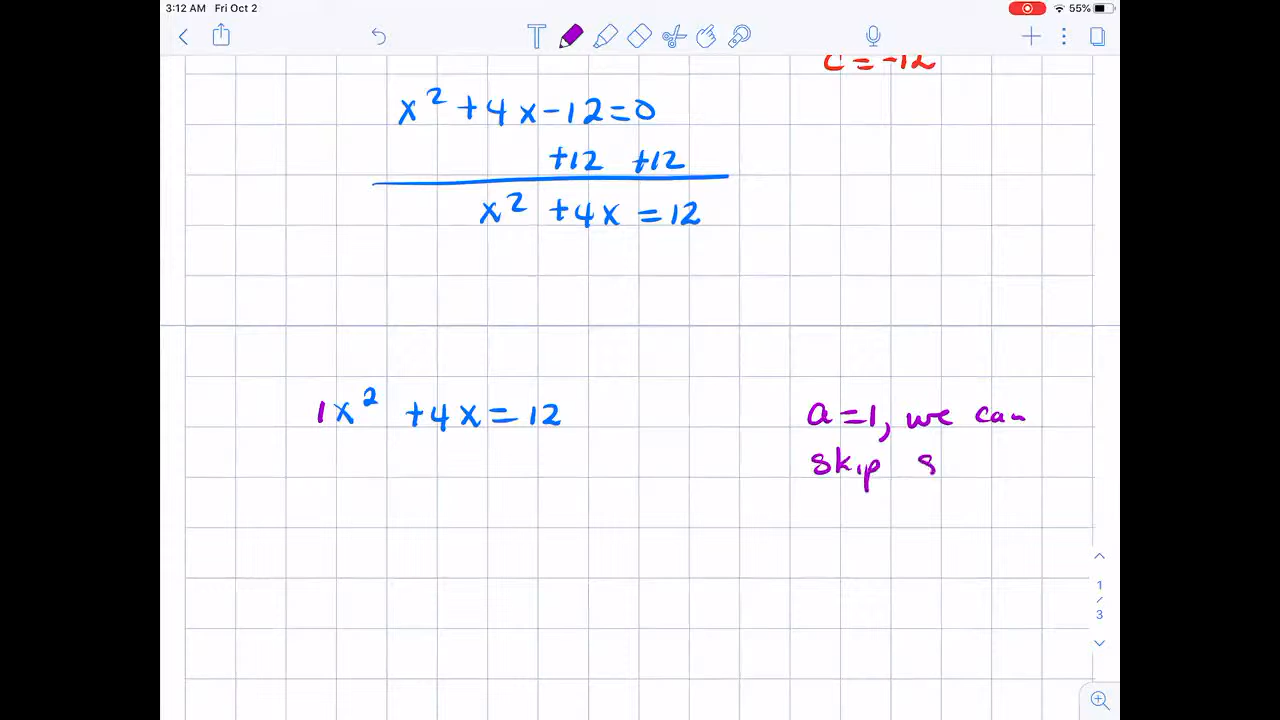 3:12 AM Fri Oct 2
55%
T
c = -12
x² + 4x - 12 = 0
+12 +12
x² + 4x = 12
1x² + 4x = 12
a = 1, we can
skip s
1
/
3